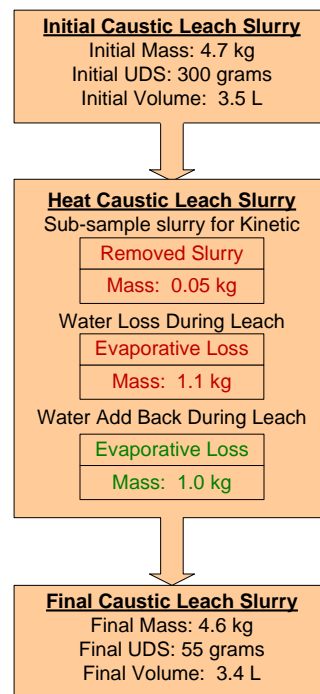 Initial Caustic Leach Slurry
Initial Mass: 4.7 kg
Initial UDS: 300 grams
Initial Volume: 3.5 L
Heat Caustic Leach Slurry
Sub-sample slurry for Kinetic
Removed Slurry
Mass: 0.05 kg
Water Loss During Leach
Evaporative Loss
Mass: 1.1 kg
Water Add Back During Leach
Evaporative Loss
Mass: 1.0 kg
Final Caustic Leach Slurry
Final Mass: 4.6 kg
Final UDS: 55 grams
Final Volume: 3.4 L